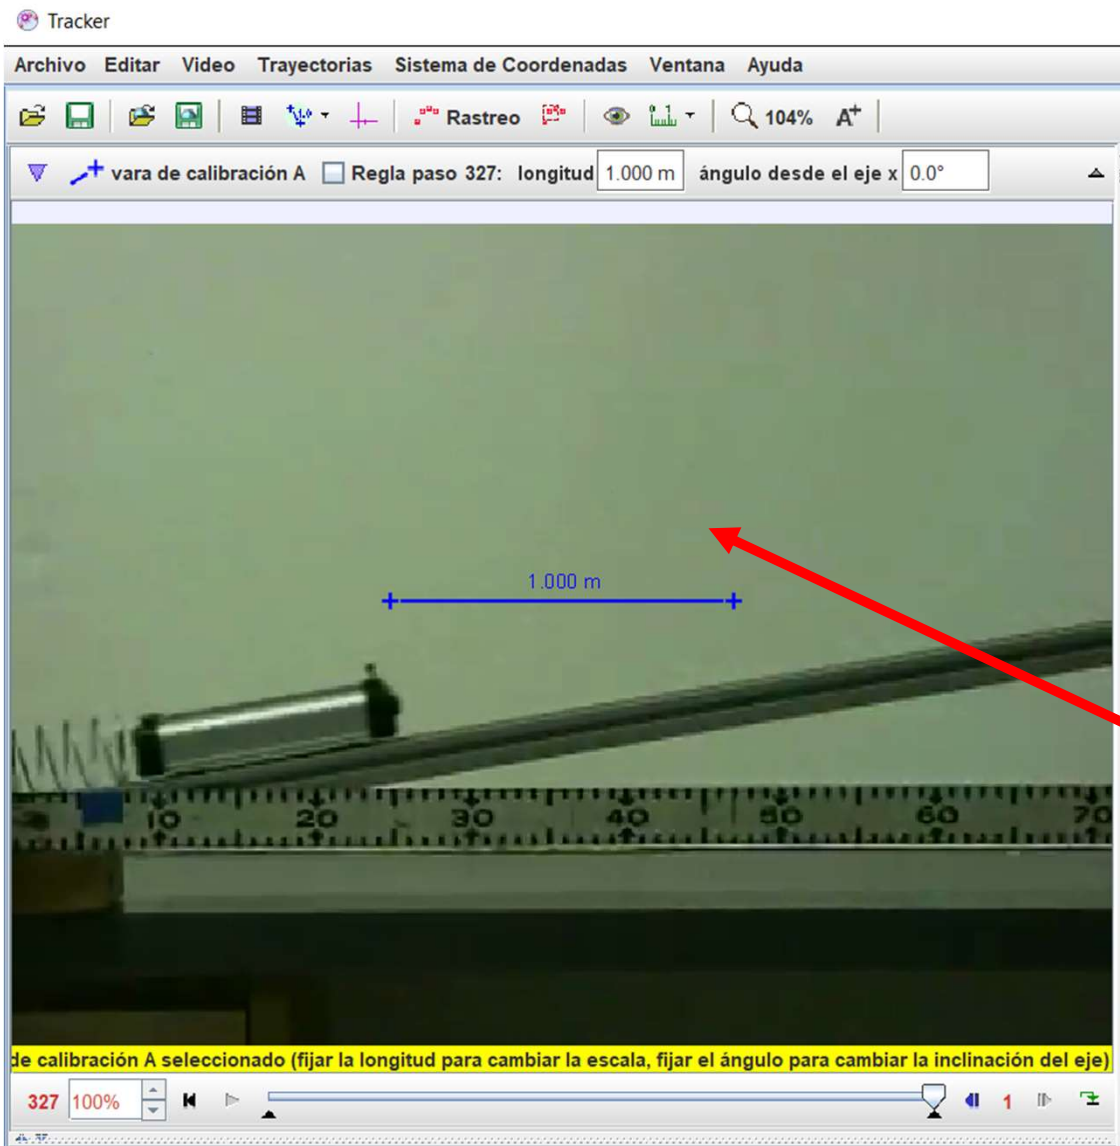 Tracker
Archivo Editar Video Trayectorias Sistema de Coordenadas Ventana Ayuda
Rastreo 104% A+
vara de calibración A Regla paso 327: longitud 1.000 m ángulo desde el eje x 0.0°
1.000 m
10 20 30 40 50 60 70
de calibración A seleccionado (fijar la longitud para cambiar la escala, fijar el ángulo para cambiar la inclinación del eje)
327 100% 1